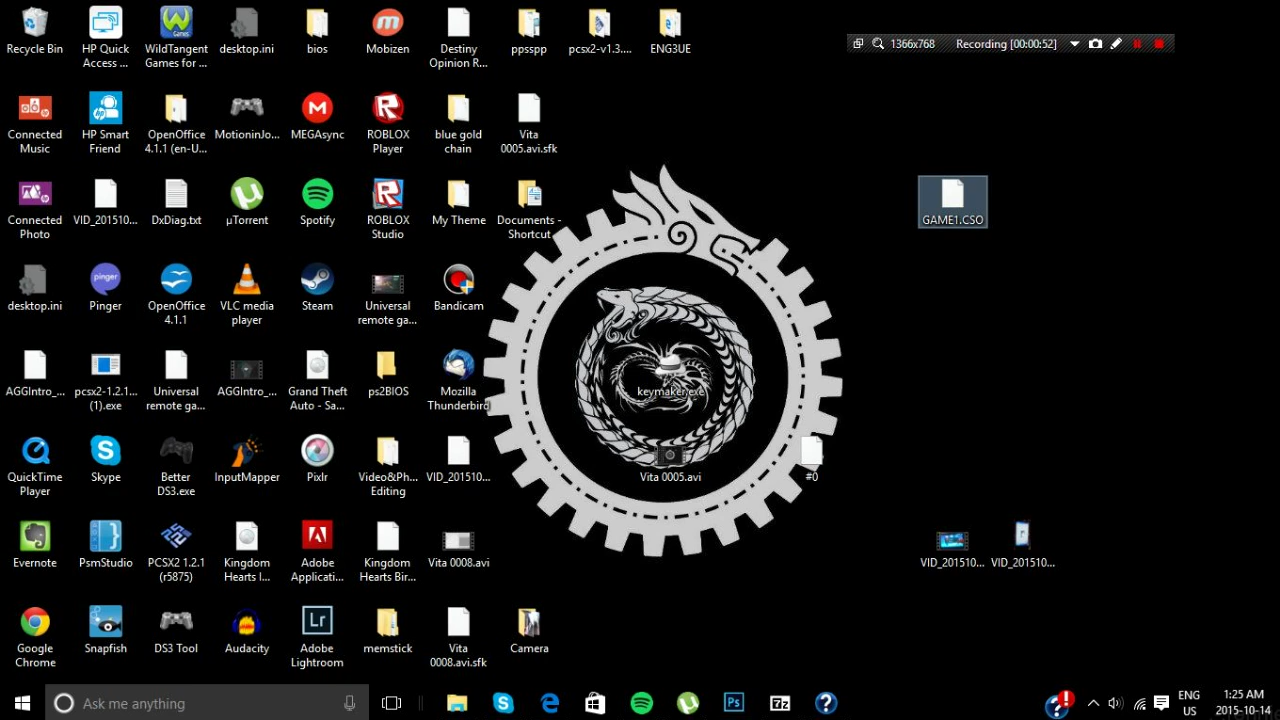 1366x768
Recording [00:00:52]
Recycle Bin
HP Quick
Access ...
WildTangent
Games for ...
desktop.ini
bios
Mobizen
Destiny
Opinion R...
ppsspp
pcsx2-v1.3....
ENG3UE
Connected
Music
HP Smart
Friend
OpenOffice
4.1.1 (en-U...
MotioninJo...
MEGAsync
ROBLOX
Player
blue gold
chain
Vita
0005.avi.sfk
Connected
Photo
VID_201510...
DxDiag.txt
µTorrent
Spotify
ROBLOX
Studio
My Theme
Documents -
Shortcut
GAME1.CSO
desktop.ini
pinger
Pinger
OpenOffice
4.1.1
VLC media
player
Steam
Universal
remote ga...
Bandicam
AGGIntro_...
pcsx2-1.2.1...
(1).exe
Universal
remote ga...
AGGIntro_...
Grand Theft
Auto - Sa...
ps2BIOS
Mozilla
Thunderbird
keymaker.exe
QuickTime
Player
Skype
Better
DS3.exe
InputMapper
Pixlr
Video&Ph...
Editing
VID_201510...
Vita 0005.avi
#0
Evernote
PsmStudio
PCSX2 1.2.1
(r5875)
Kingdom
Hearts I...
Adobe
Applicati...
Kingdom
Hearts Bir...
Vita 0008.avi
VID_201510...
VID_201510...
Google
Chrome
Snapfish
DS3 Tool
Audacity
Lr
Adobe
Lightroom
memstick
Vita
0008.avi.sfk
Camera
Ask me anything
Ps
7z
ENG
US
1:25 AM
2015-10-14